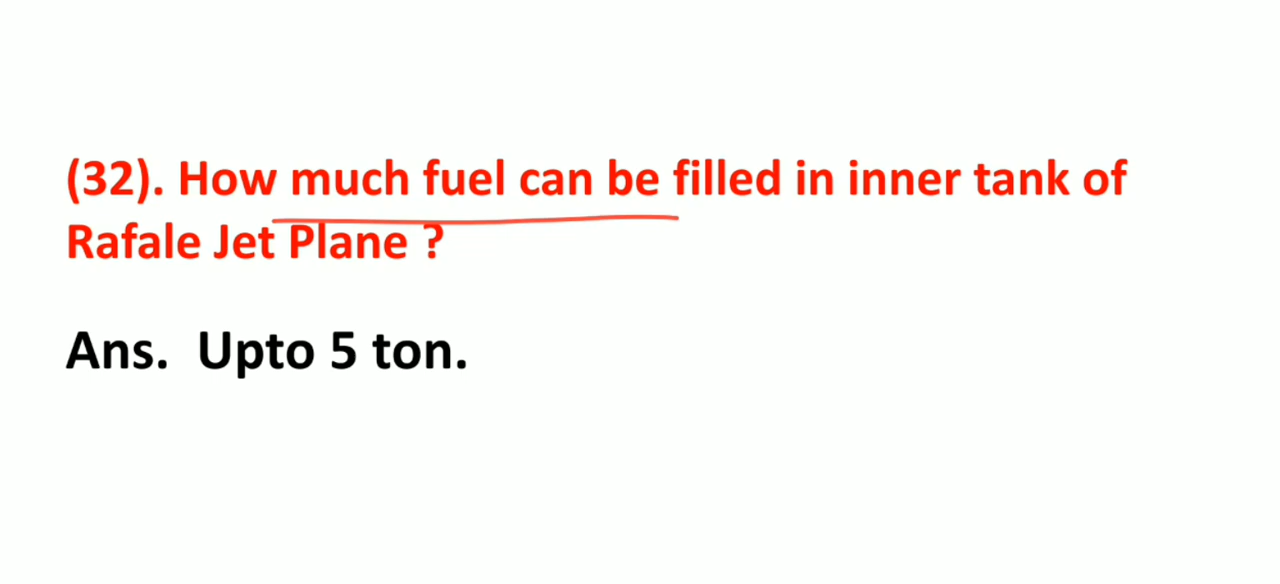 (32). How much fuel can be filled in inner tank of
Rafale Jet Plane ?
Ans.  Upto 5 ton.